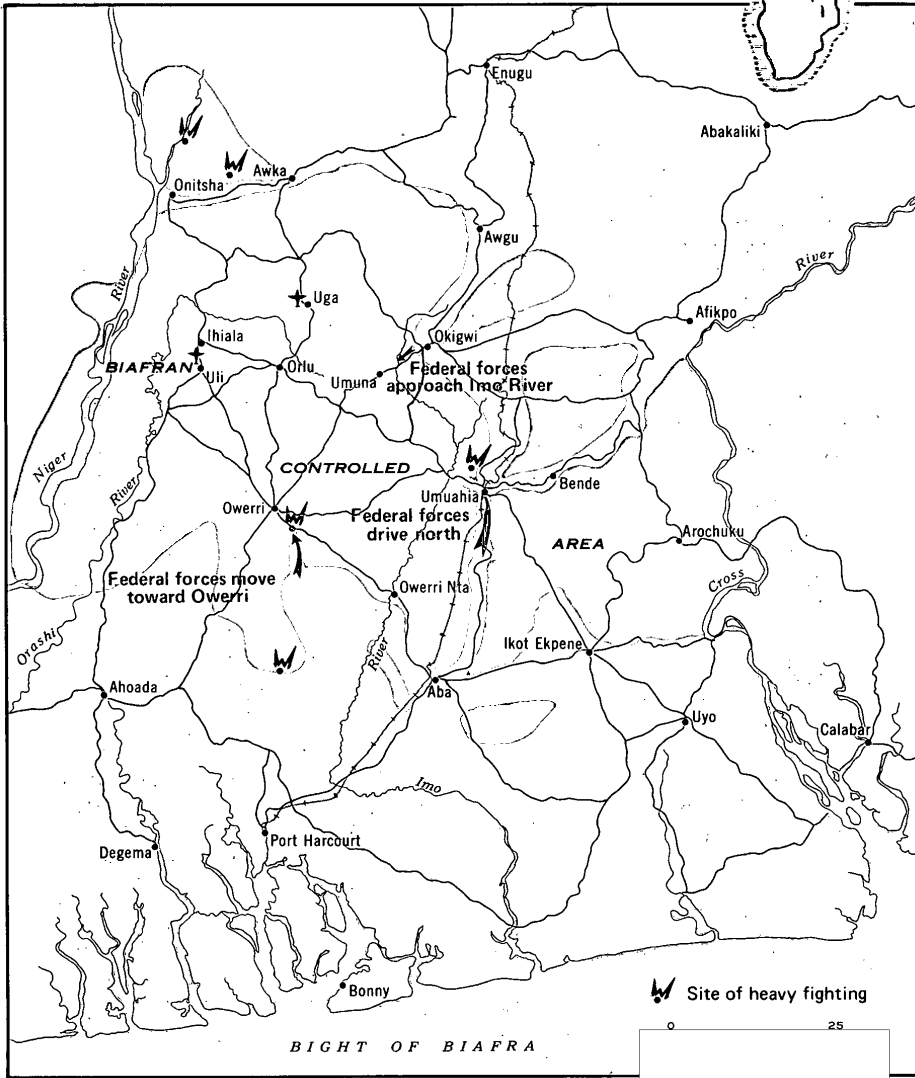 Enugu
Abakaliki
Awka
Onitsha
Awgu
River
River
Uga
Afikpo
Ihiala
Okigwi
BIAFRAN
Uli
Orlu
Umuna
Federal forces
approach Imo River
Niger
River
CONTROLLED
Umuahia
Bende
Owerri
Federal forces
drive north
AREA
Arochuku
Federal forces move
toward Owerri
Owerri Nta
Cross
Orashi
River
Ikot Ekpene
Ahoada
Aba
Uyo
Calabar
Imo
Port Harcourt
Degema
Bonny
Site of heavy fighting
0 25
BIGHT OF BIAFRA